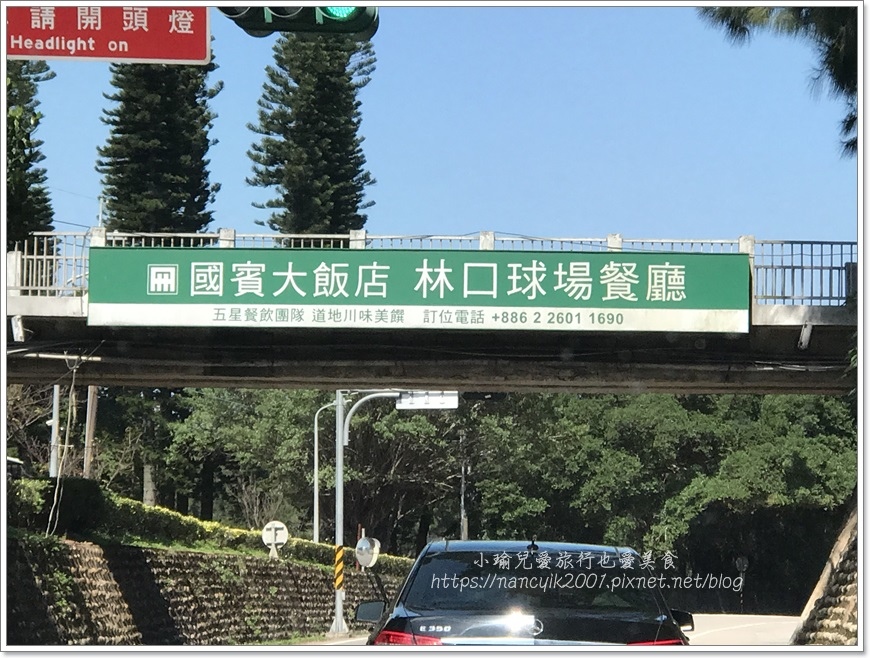 請開頭燈
Headlight on
國賓大飯店 林口球場餐廳
五星餐飲團隊 道地川味美饌 訂位電話 +886 2 2601 1690
小瑜兒愛旅行也愛美食
https://nancylk2001.pixnet.net/blog
E 350